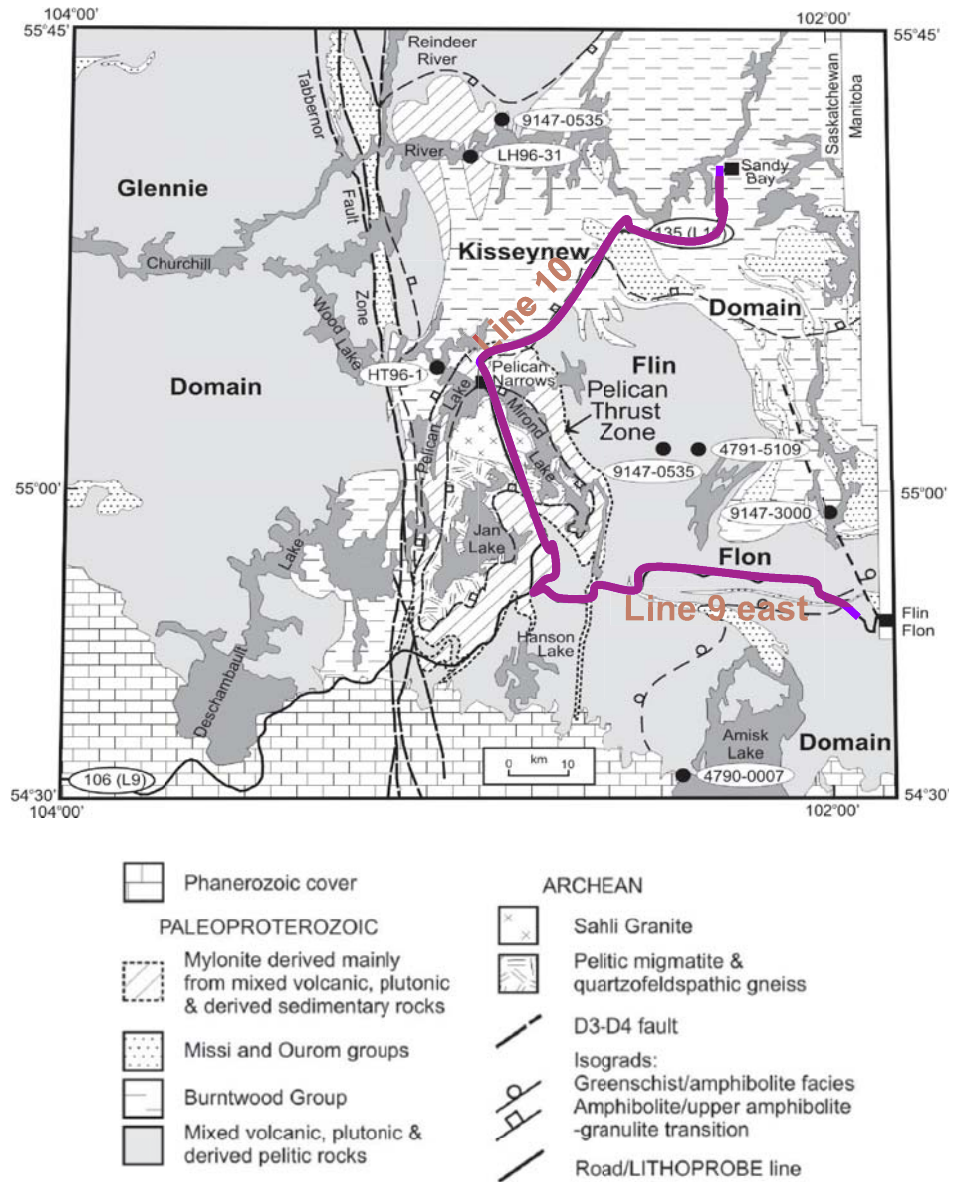 104°00'
102°00'
55°45'
55°45'
Reindeer
River
Tabbernor
Fault
Zone
Saskatchewan
Manitoba
9147-0535
River
LH96-31
Sandy
Bay
Glennie
135 (L1
Kisseynew
Churchill
Line 10
Wood Lake
Domain
Domain
HT96-1
Pelican
Narrows
Flin
Pelican
Thrust
Zone
Pelican
Lake
Mirond
Lake
4791-5109
9147-0535
55°00'
55°00'
9147-3000
Jan
Lake
Lake
Flon
Line 9 east
Flin
Flon
Hanson
Lake
Deschambault
Amisk
Lake
Domain
km
0 10
106 (L9)
4790-0007
54°30'
54°30'
104°00'
102°00'
Phanerozoic cover
PALEOPROTEROZOIC
Mylonite derived mainly
from mixed volcanic, plutonic
& derived sedimentary rocks
Missi and Ourom groups
Burntwood Group
Mixed volcanic, plutonic &
derived pelitic rocks
ARCHEAN
Sahli Granite
Pelitic migmatite &
quartzofeldspathic gneiss
D3-D4 fault
Isograds:
Greenschist/amphibolite facies
Amphibolite/upper amphibolite
-granulite transition
Road/LITHOPROBE line